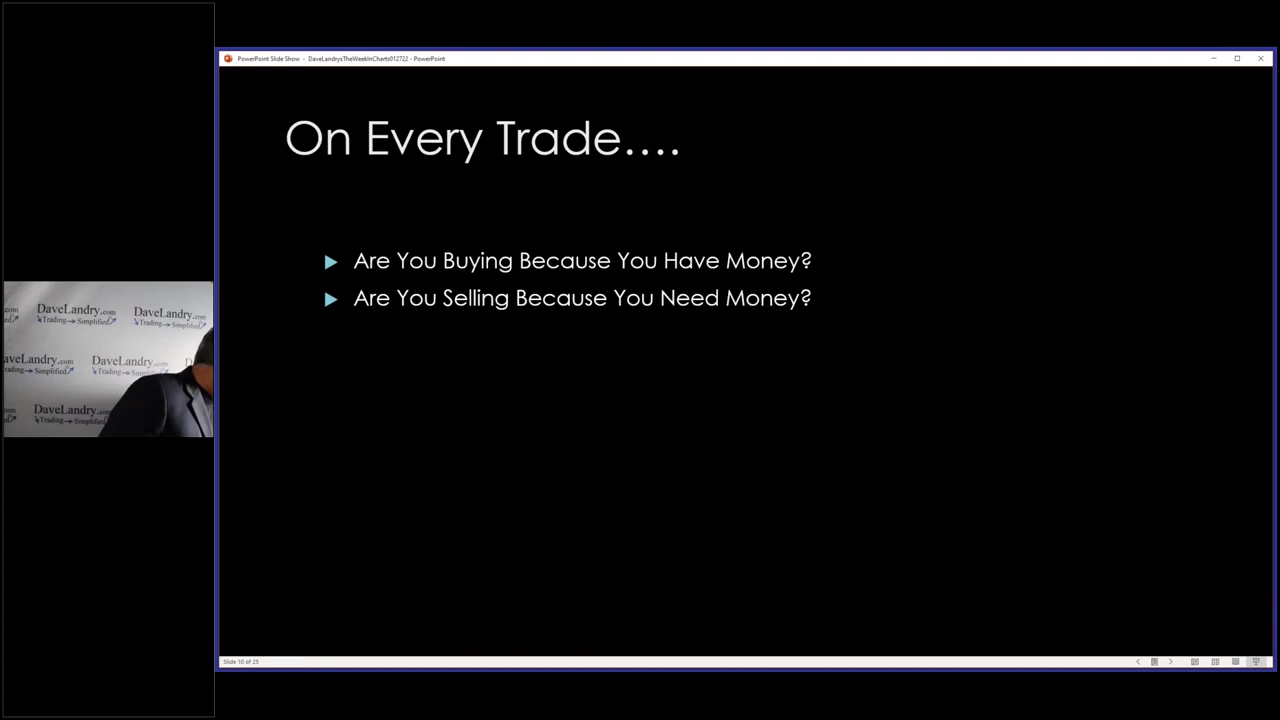 PowerPoint Slide Show - DaveLandrysTheWeekInCharts012722 - PowerPoint
On Every Trade....
Are You Buying Because You Have Money?
Are You Selling Because You Need Money?
.com DaveLandry.com DaveLandry.com
Trading Simplified Trading Simplified
aveLandry.com DaveLandry.com D
Trading Simplified Trading Simplified
DaveLandry.com
Trading Simplified
Slide 10 of 25